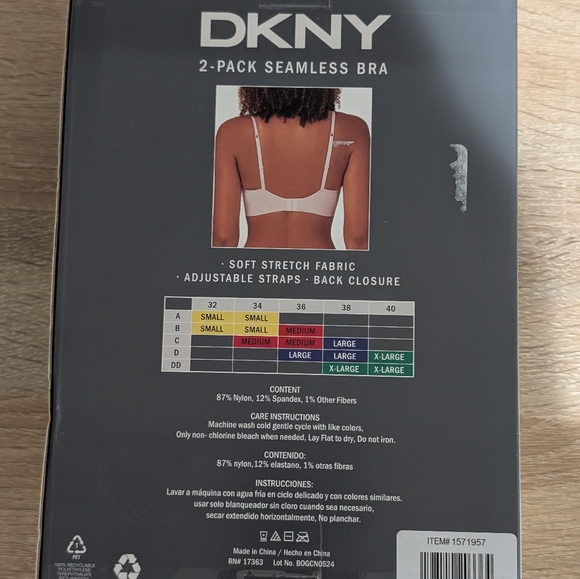 DKNY
2-PACK SEAMLESS BRA
· SOFT STRETCH FABRIC
· ADJUSTABLE STRAPS · BACK CLOSURE
32 34 36 38 40
A SMALL SMALL
B SMALL SMALL MEDIUM
C MEDIUM MEDIUM LARGE
D LARGE LARGE X-LARGE
DD X-LARGE X-LARGE
CONTENT
87% Nylon, 12% Spandex, 1% Other Fibers
CARE INSTRUCTIONS
Machine wash cold gentle cycle with like colors,
Only non- chlorine bleach when needed, Lay Flat to dry, Do not iron.
CONTENIDO:
87% nylon,12% elastano, 1% otras fibras
INSTRUCCIONES:
Lavar a máquina con agua fría en ciclo delicado y con colores similares.
usar solo blanqueador sin cloro cuando sea necesario,
secar extendido horizontalmente, No planchar.
Made in China / Hecho en China
RN# 17363 Lot No. BOGCN0524
1
100% RECYCLABLE
POLYETHYLENE
ITEM# 1571957